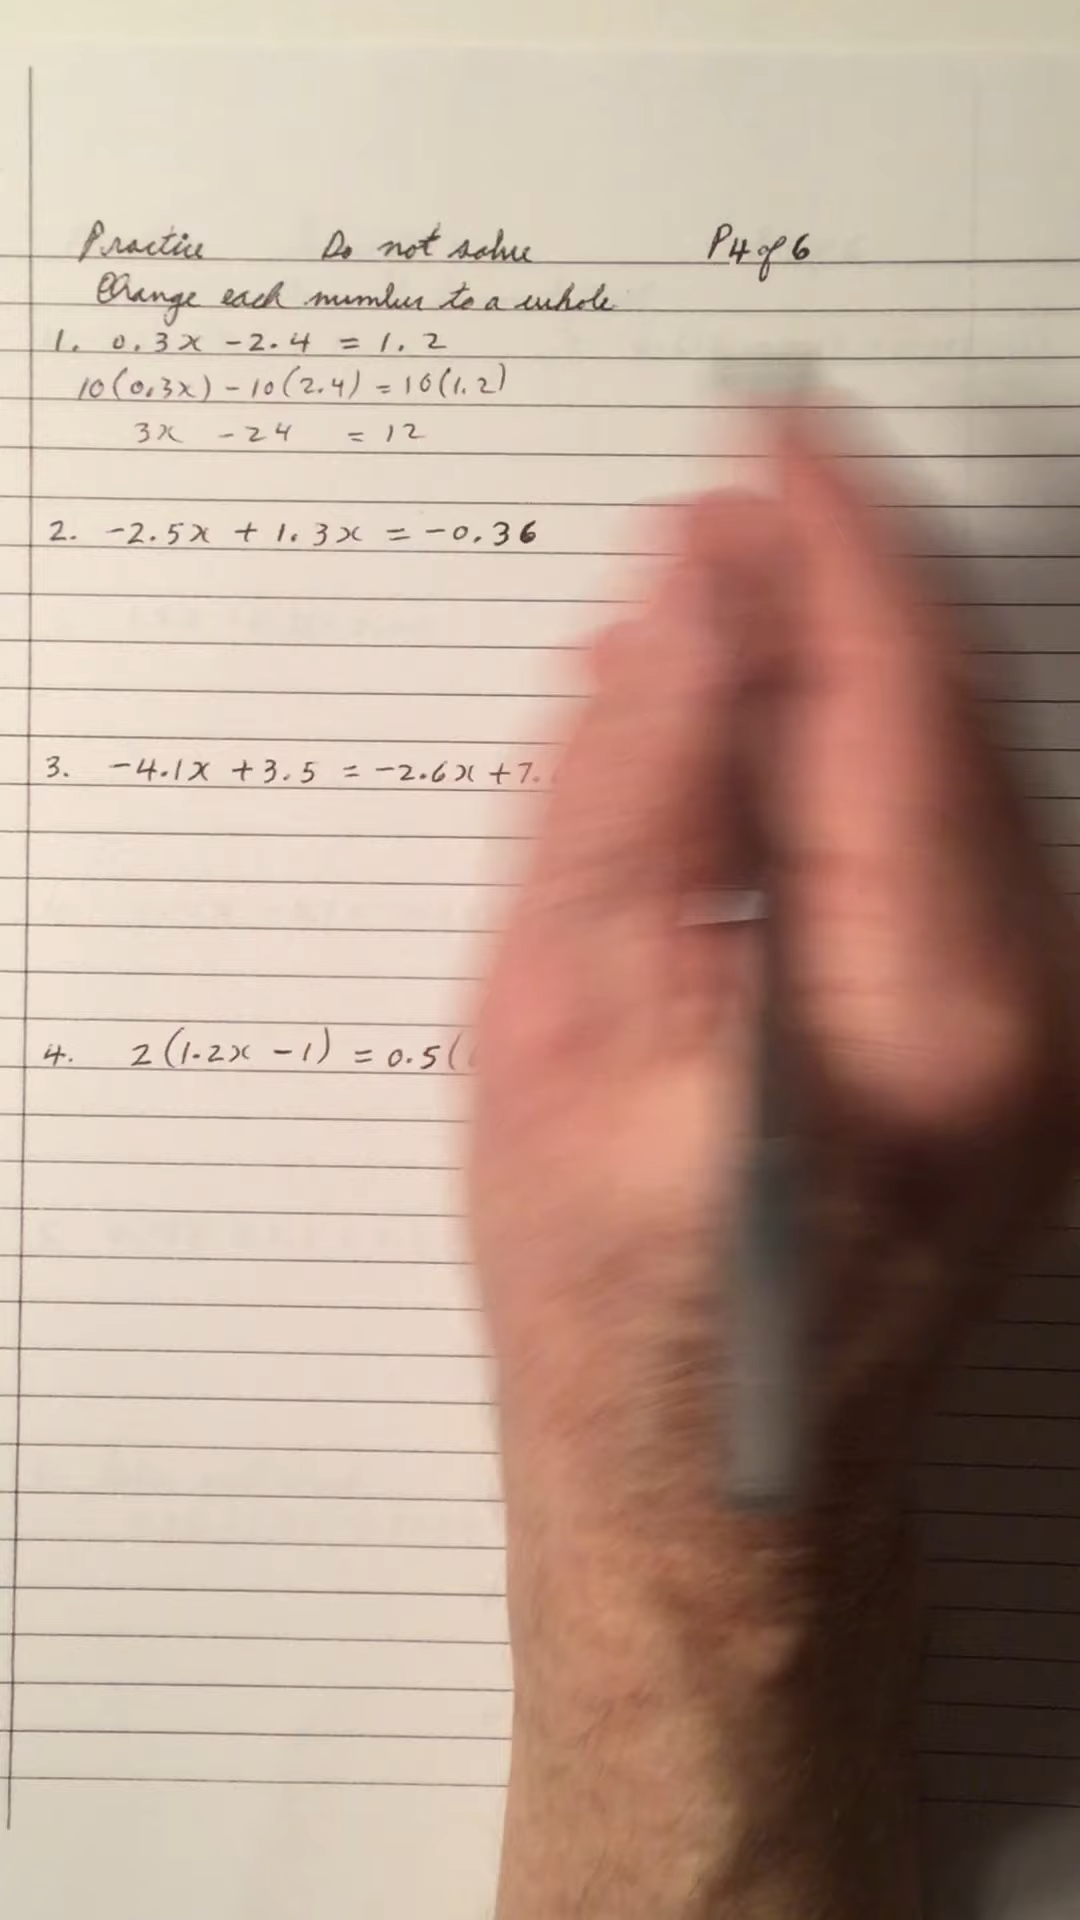 Practice Do not solve P4 of 6
Change each number to a whole
1. 0.3x - 2.4 = 1.2
10(0.3x) - 10(2.4) = 10(1.2)
3x - 24 = 12
2. -2.5x + 1.3x = -0.36
3. -4.1x + 3.5 = -2.6x + 7.
4. 2(1.2x - 1) = 0.5(